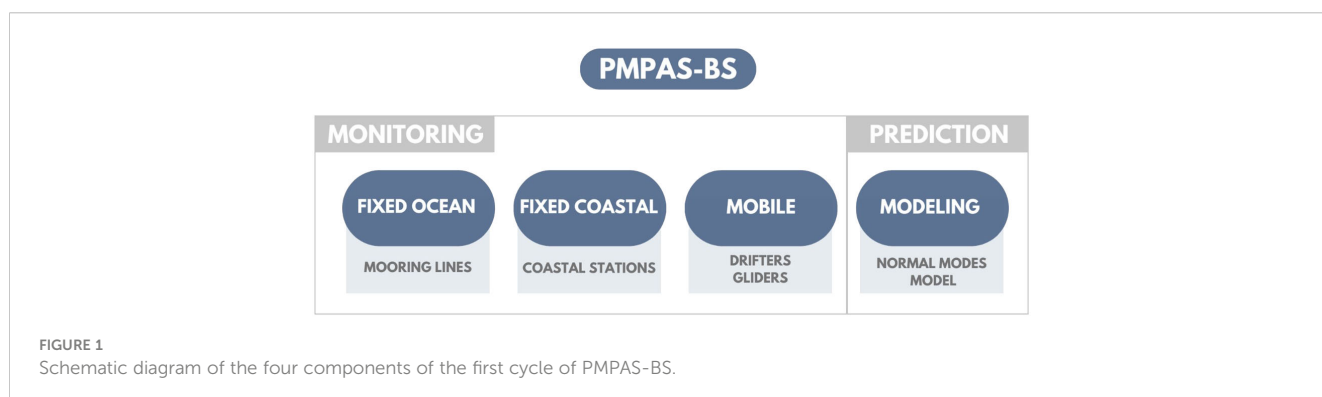 PMPAS-BS
MONITORING
PREDICTION
FIXED OCEAN
FIXED COASTAL
MOBILE
MODELING
MOORING LINES
COASTAL STATIONS
DRIFTERS
GLIDERS
NORMAL MODES
MODEL
FIGURE 1
Schematic diagram of the four components of the first cycle of PMPAS-BS.